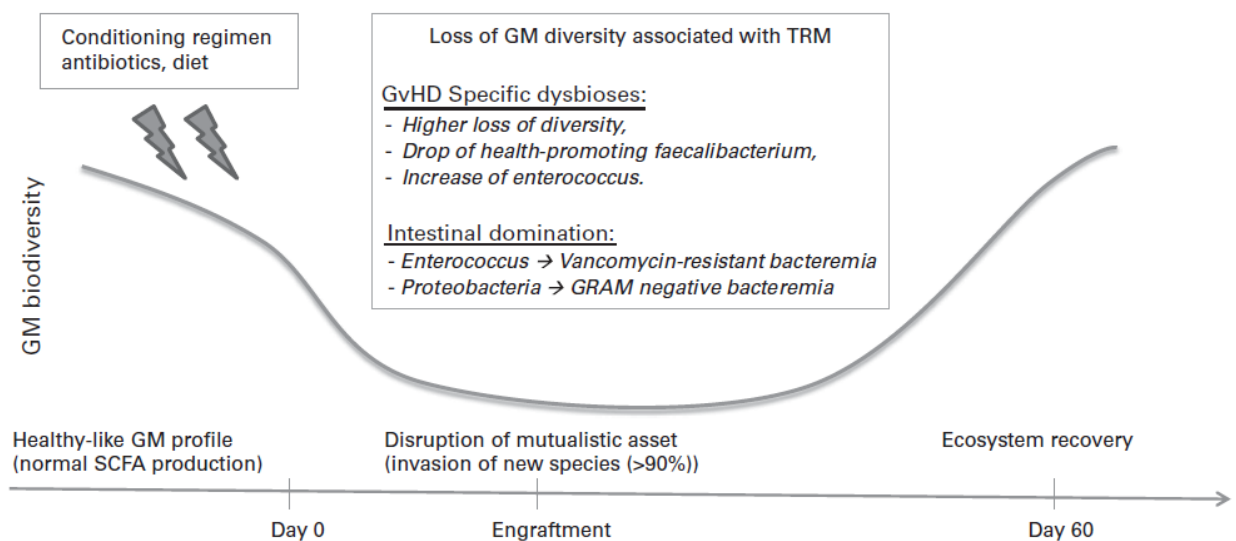 Conditioning regimen
antibiotics, diet
Loss of GM diversity associated with TRM
GvHD Specific dysbioses:
- Higher loss of diversity,
- Drop of health-promoting faecalibacterium,
- Increase of enterococcus.
Intestinal domination:
- Enterococcus → Vancomycin-resistant bacteremia
- Proteobacteria → GRAM negative bacteremia
GM biodiversity
Healthy-like GM profile
(normal SCFA production)
Disruption of mutualistic asset
(invasion of new species (>90%))
Ecosystem recovery
Day 0
Engraftment
Day 60